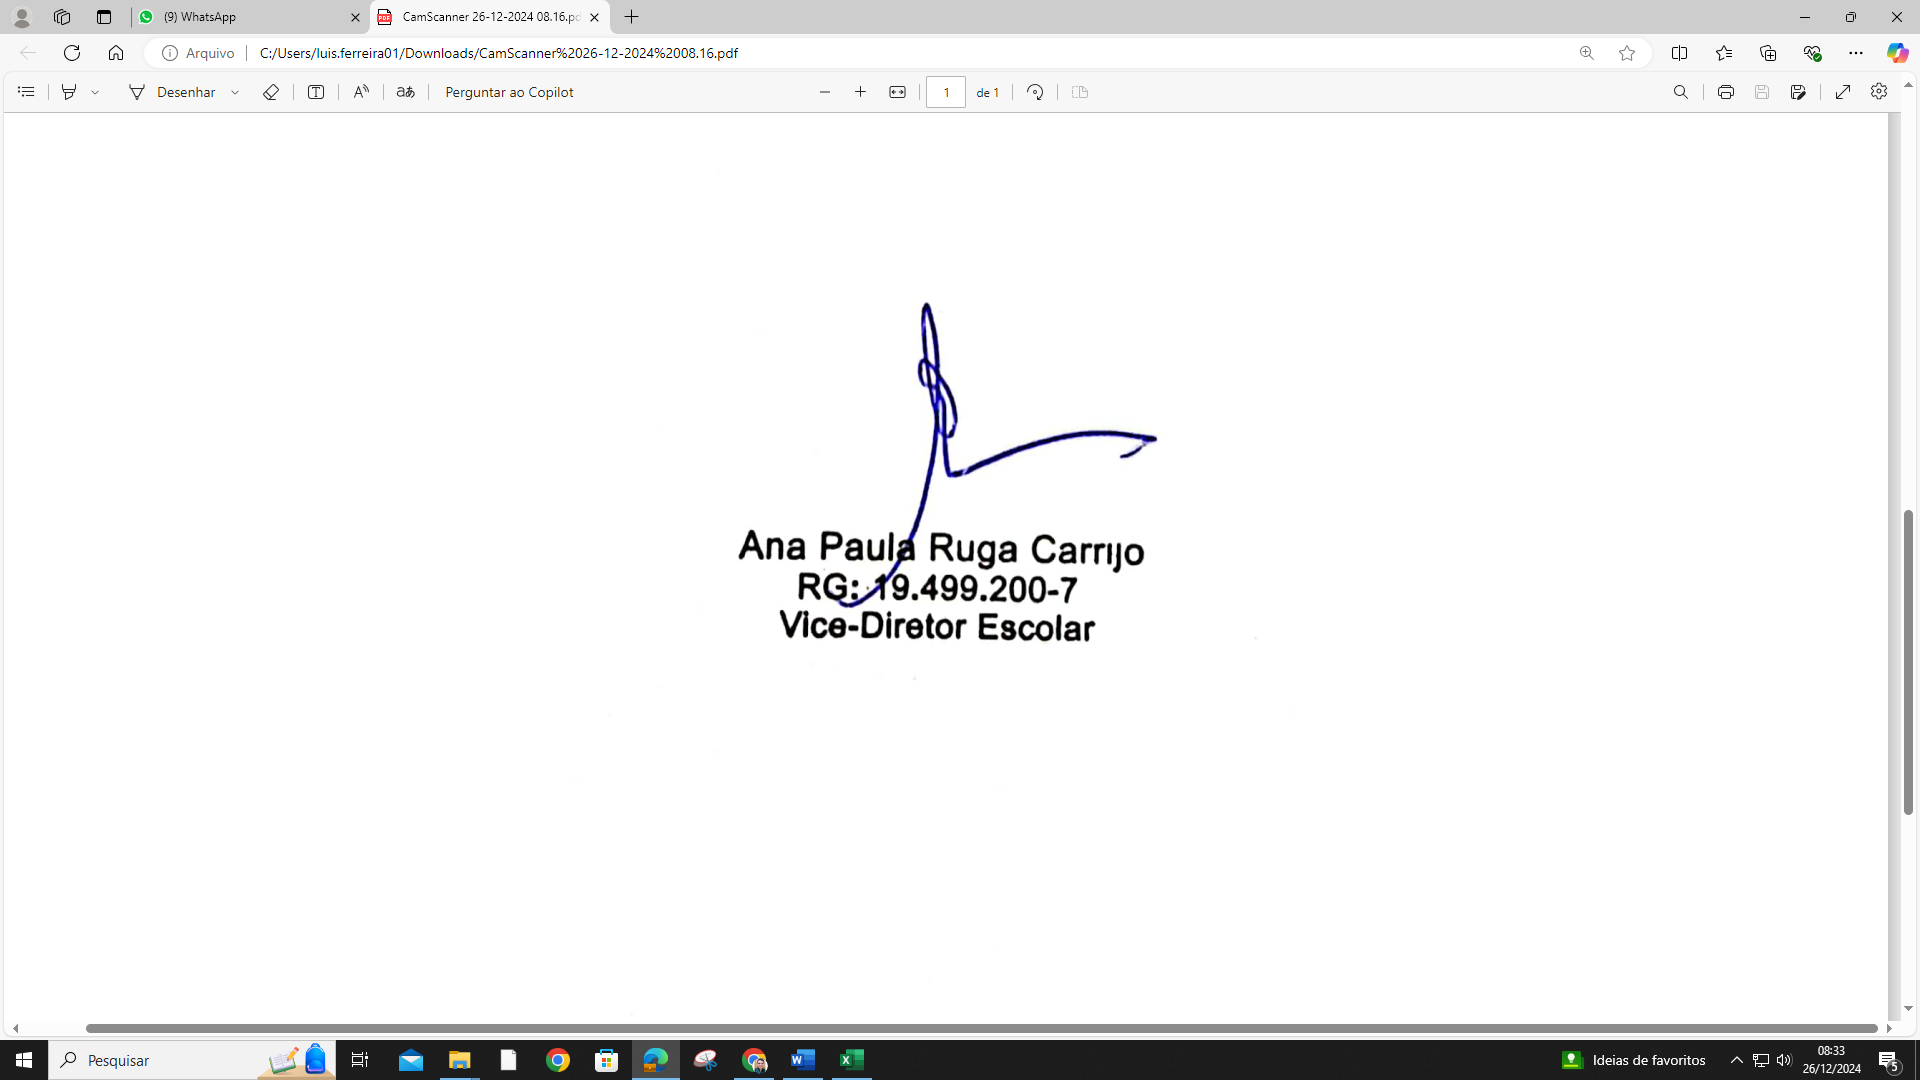 (9) WhatsApp
CamScanner 26-12-2024 08.16.pd
Arquivo
C:/Users/luis.ferreira01/Downloads/CamScanner%2026-12-2024%2008.16.pdf
Desenhar
Perguntar ao Copilot
1 de 1
Ana Paula Ruga Carrijo
RG: 19.499.200-7
Vice-Diretor Escolar
Pesquisar
Ideias de favoritos
08:33
26/12/2024
5